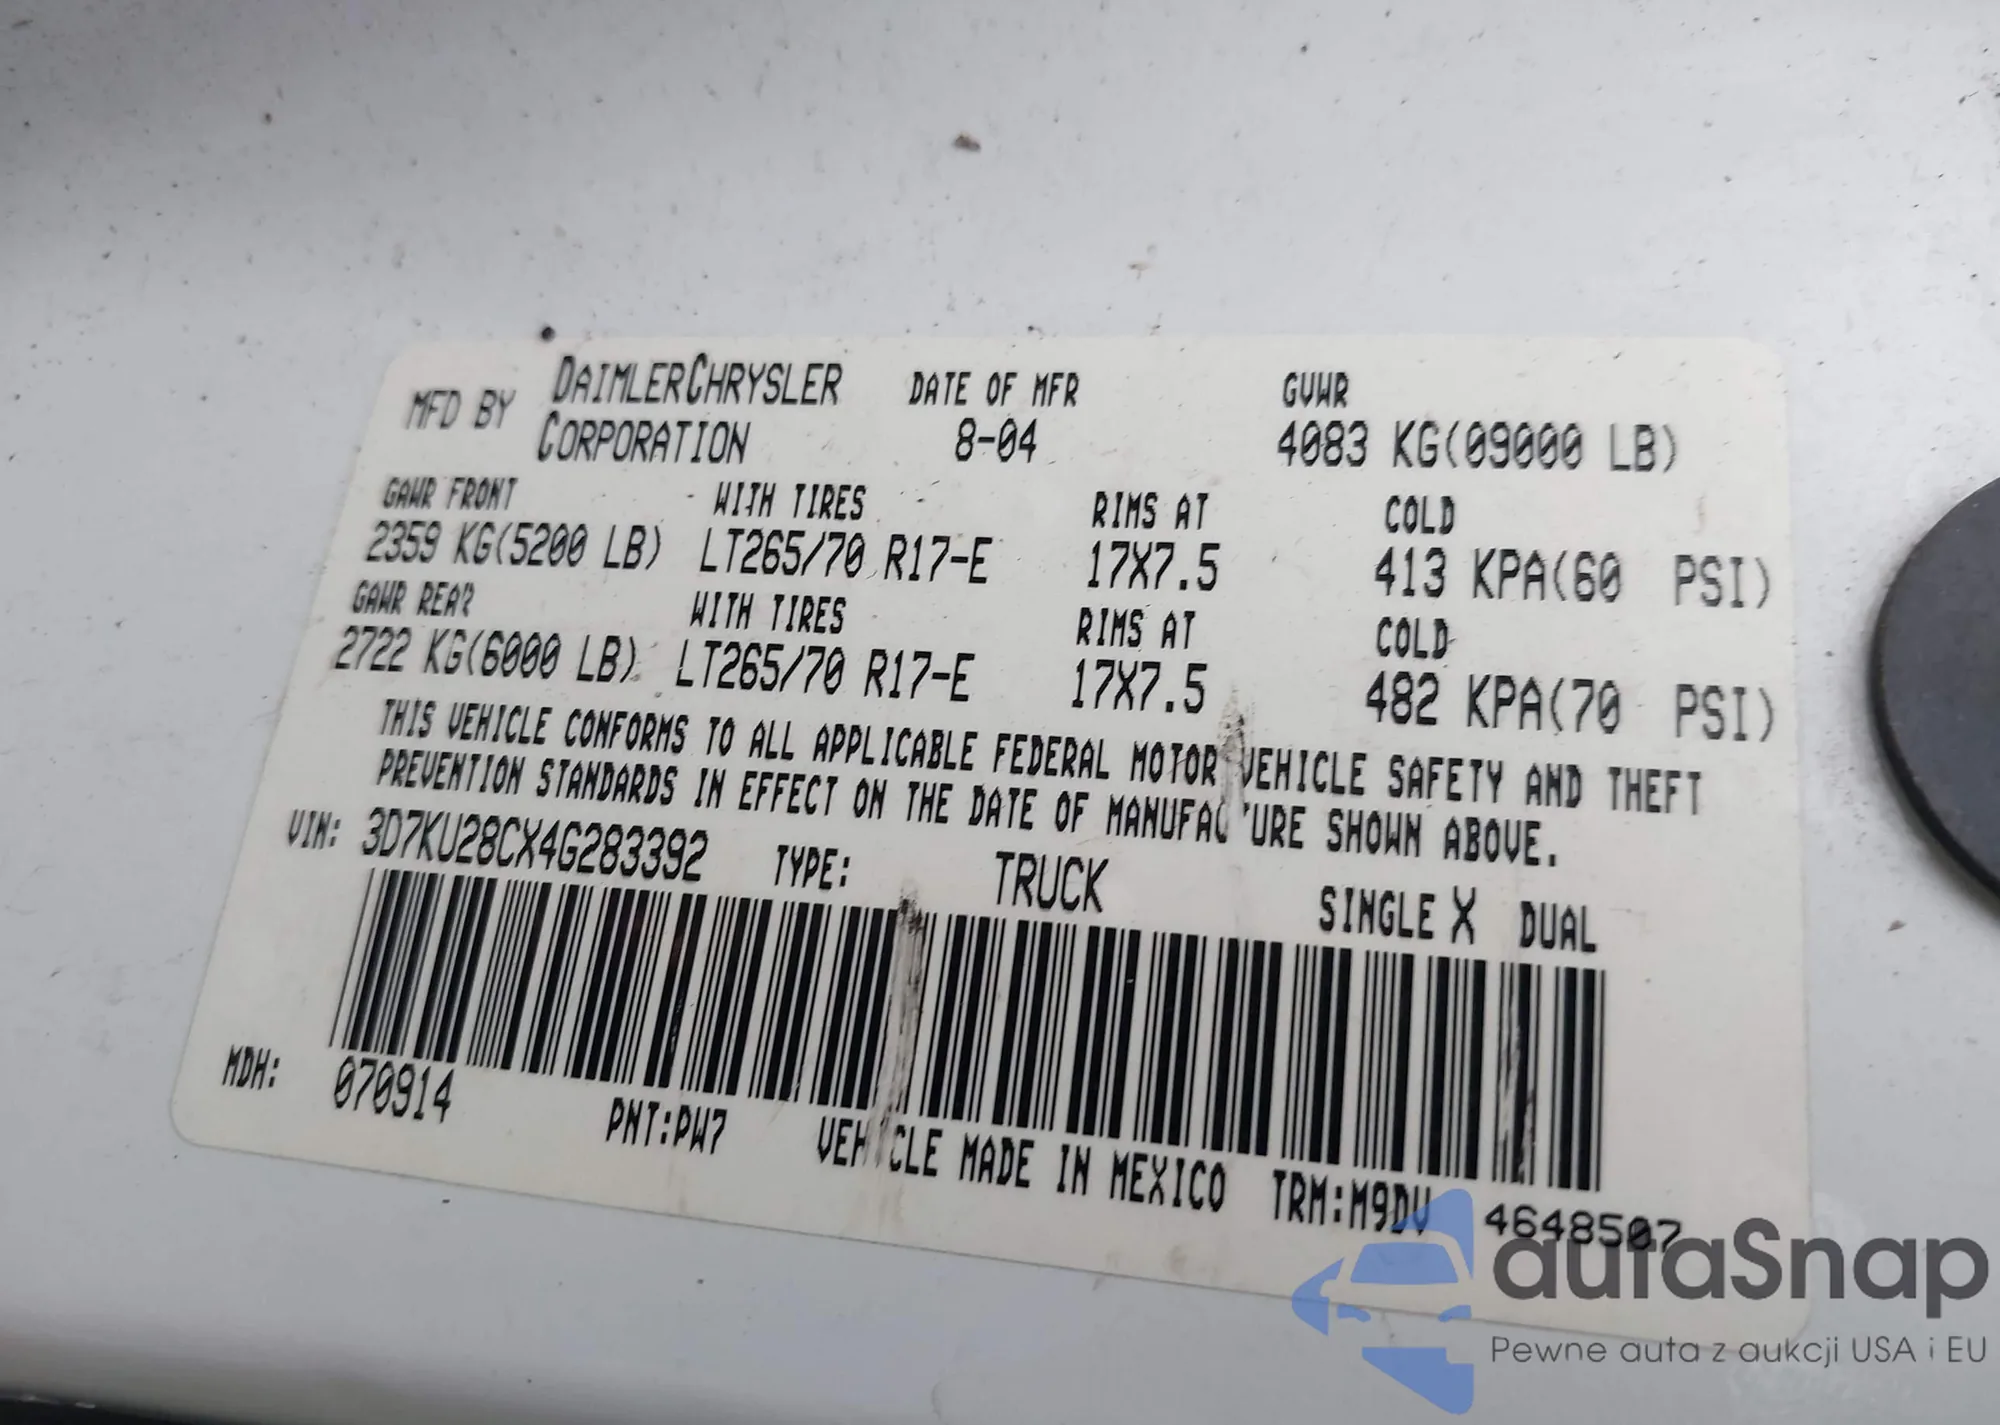 MFD BY DAIMLERCHRYSLER CORPORATION DATE OF MFR 8-04 GVWR 4083 KG(09000 LB)
GAWR FRONT WITH TIRES RIMS AT COLD
2359 KG(5200 LB) LT265/70 R17-E 17X7.5 413 KPA(60 PSI)
GAWR REAR WITH TIRES RIMS AT COLD
2722 KG(6000 LB) LT265/70 R17-E 17X7.5 482 KPA(70 PSI)
THIS VEHICLE CONFORMS TO ALL APPLICABLE FEDERAL MOTOR VEHICLE SAFETY AND THEFT
PREVENTION STANDARDS IN EFFECT ON THE DATE OF MANUFACTURE SHOWN ABOVE.
VIN: 3D7KU28CX4G283392 TYPE: TRUCK SINGLE X DUAL
MDH: 070914 PNT:PW7 VEHICLE MADE IN MEXICO TRM:M9DV 4648507
autaSnap
Pewne auta z aukcji USA i EU